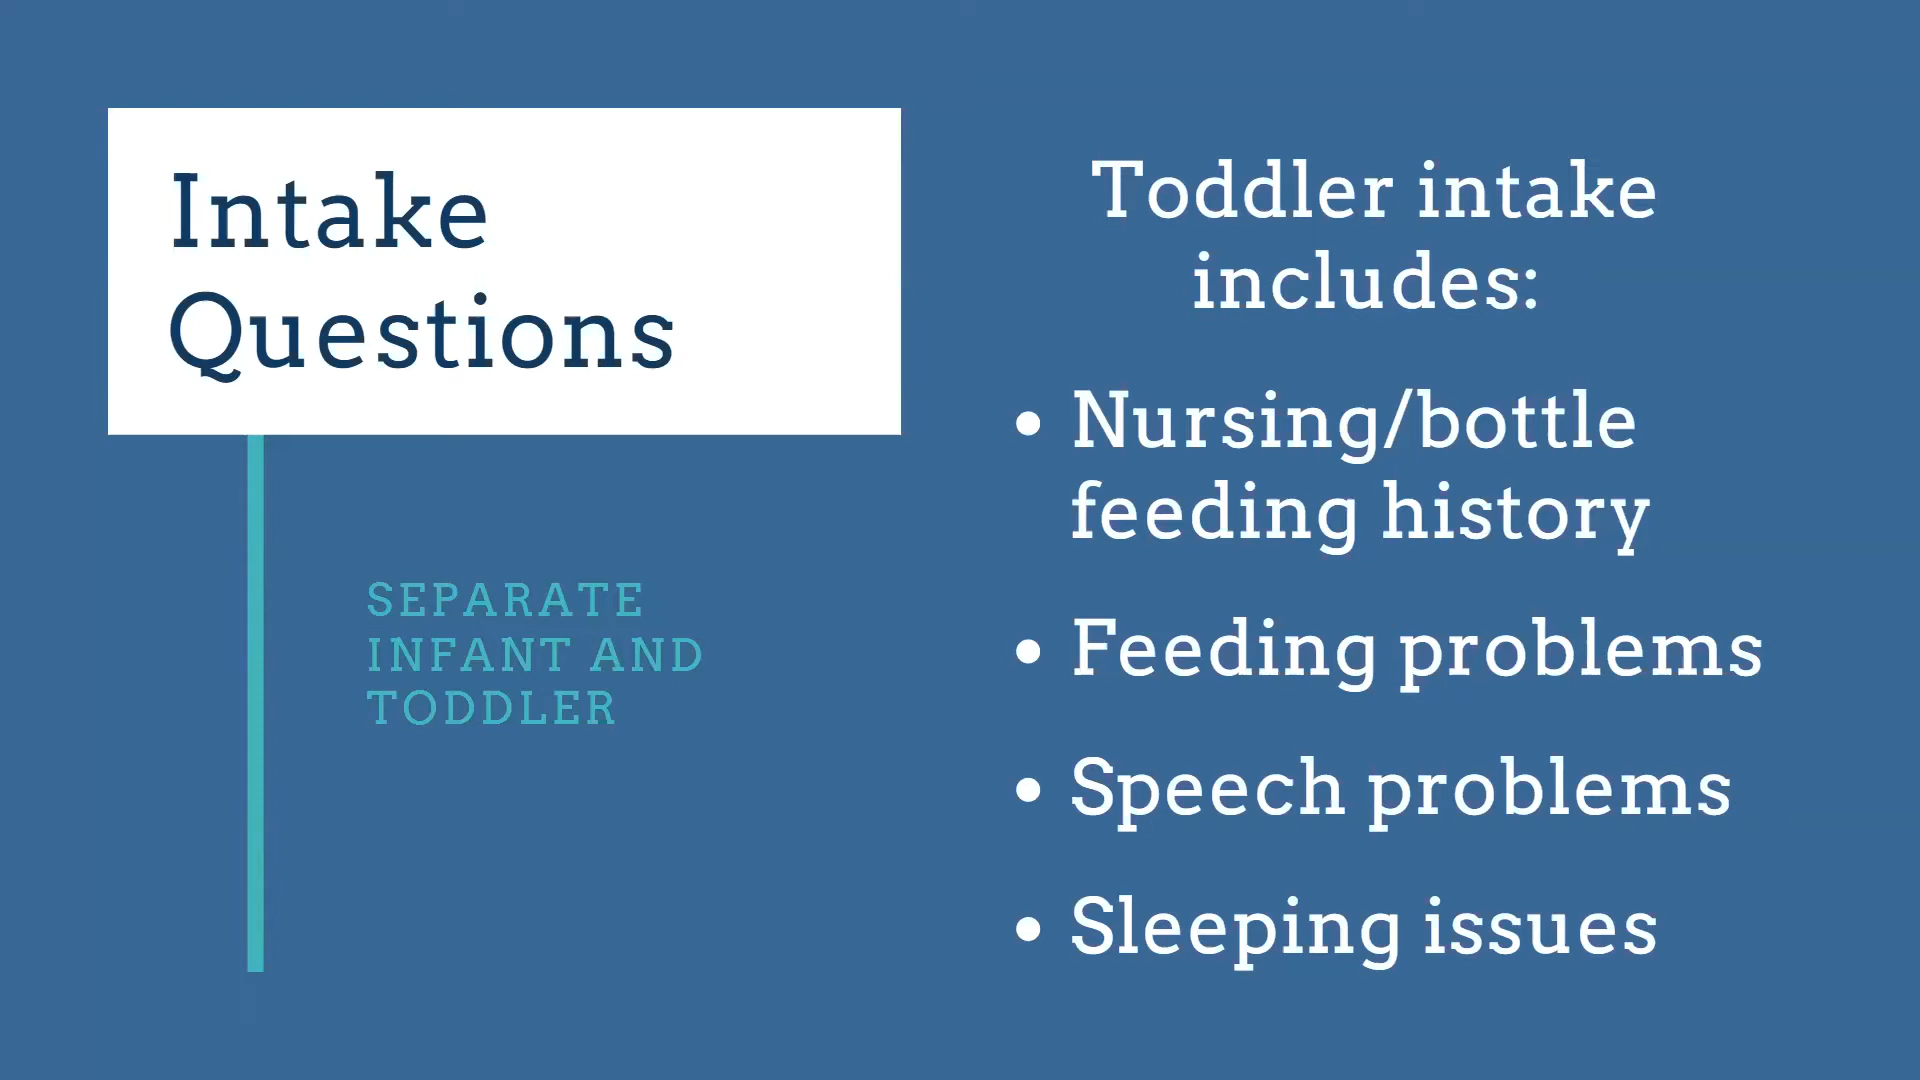 Intake
Questions
SEPARATE
INFANT AND
TODDLER
Toddler intake
includes:
• Nursing/bottle
feeding history
• Feeding problems
• Speech problems
• Sleeping issues